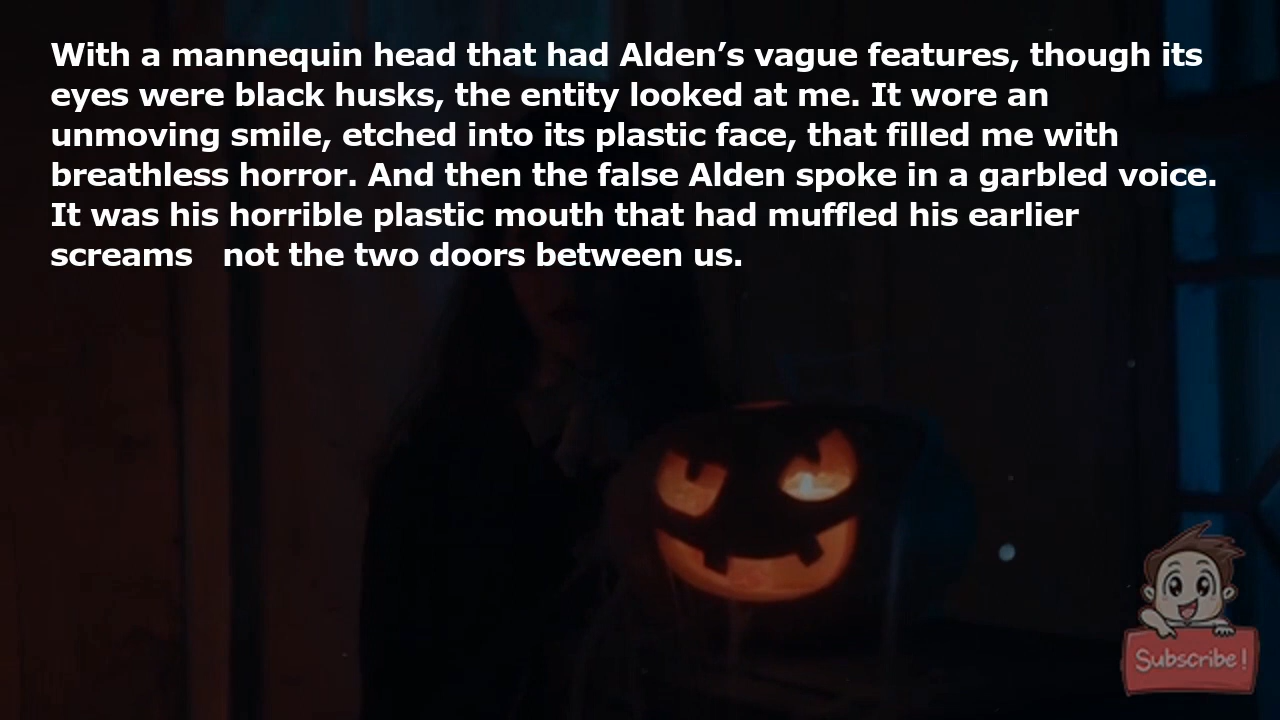 With a mannequin head that had Alden’s vague features, though its
eyes were black husks, the entity looked at me. It wore an
unmoving smile, etched into its plastic face, that filled me with
breathless horror. And then the false Alden spoke in a garbled voice.
It was his horrible plastic mouth that had muffled his earlier
screams   not the two doors between us.
Subscribe!